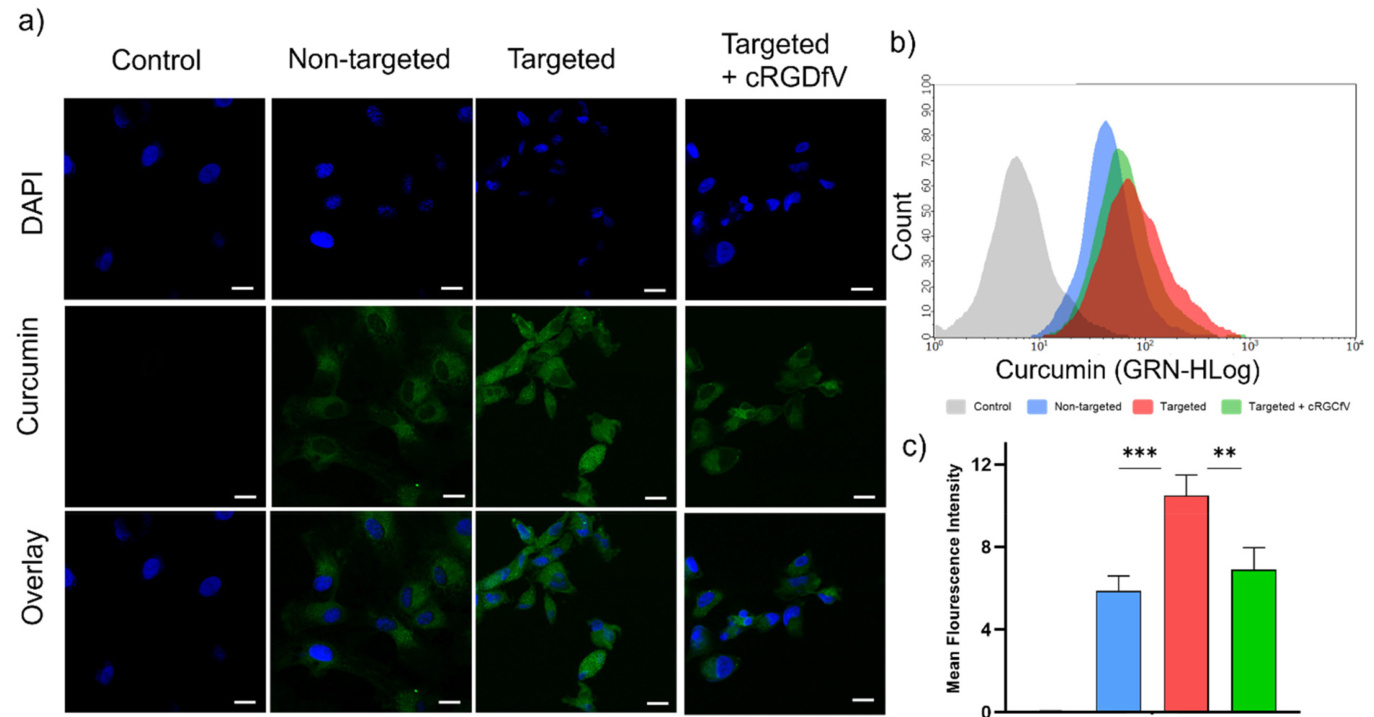 a)
Control
Non-targeted
Targeted
Targeted
+ cRGDfV
DAPI
Curcumin
Overlay
b)
Count
0
10
20
30
40
50
60
70
80
90
100
10⁰
10¹
10²
10³
10⁴
Curcumin (GRN-HLog)
Control
Non-targeted
Targeted
Targeted + cRGCfV
c)
Mean Flourescence Intensity
12
8
4
0
***
**